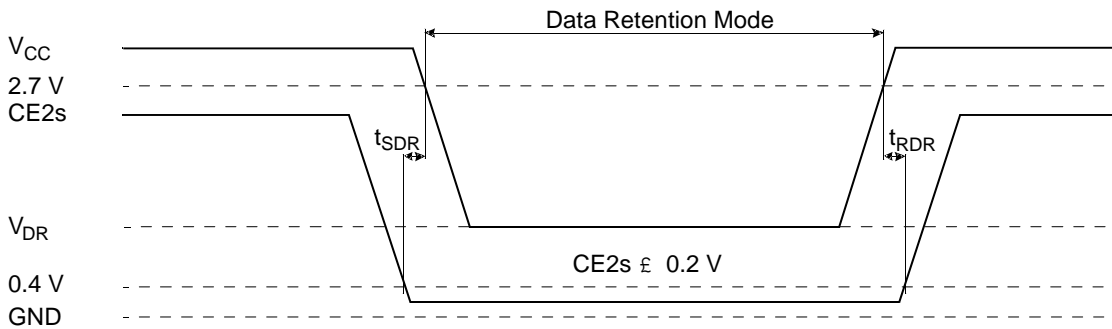 Data Retention Mode
VCC
2.7 V
CE2s
tSDR
tRDR
VDR
CE2s £ 0.2 V
0.4 V
GND